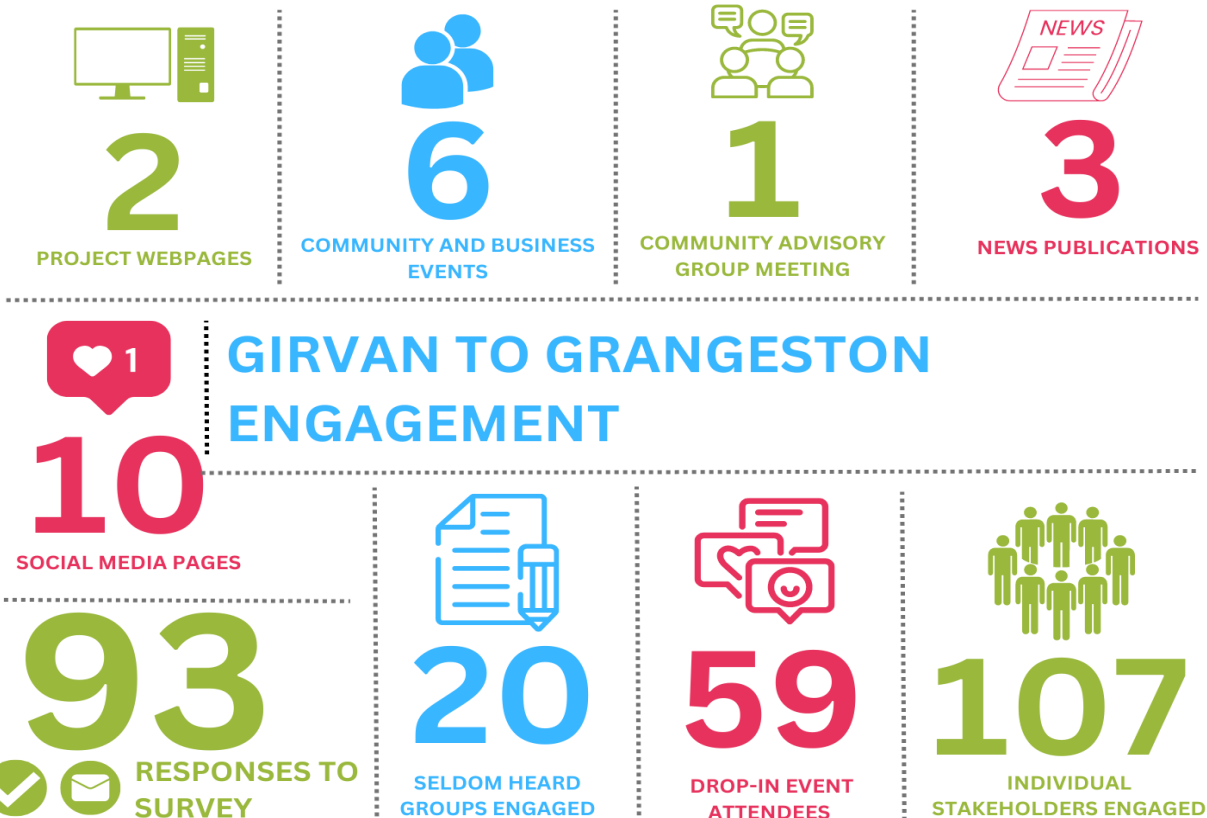 2
PROJECT WEBPAGES
6
COMMUNITY AND BUSINESS
EVENTS
1
COMMUNITY ADVISORY
GROUP MEETING
NEWS
3
NEWS PUBLICATIONS
1
10
SOCIAL MEDIA PAGES
GIRVAN TO GRANGESTON
ENGAGEMENT
93
RESPONSES TO
SURVEY
20
SELDOM HEARD
GROUPS ENGAGED
59
DROP-IN EVENT
ATTENDEES
107
INDIVIDUAL
STAKEHOLDERS ENGAGED